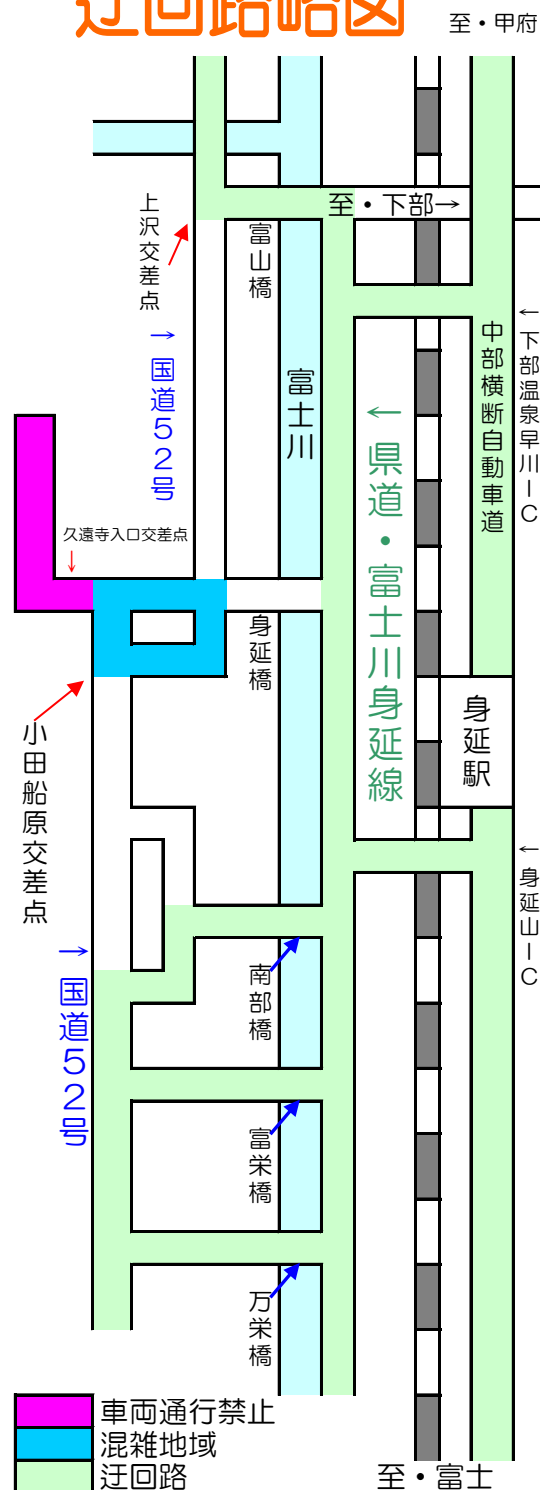 迂回路略図
至・甲府
上沢交差点
富山橋
至・下部→
→国道52号
富士川
←県道・富士川身延線
中部横断自動車道
←下部温泉早川IC
久遠寺入口交差点
↓
身延橋
身延駅
小田船原交差点
←身延山IC
→国道52号
南部橋
富栄橋
万栄橋
車両通行禁止
混雑地域
迂回路
至・富士